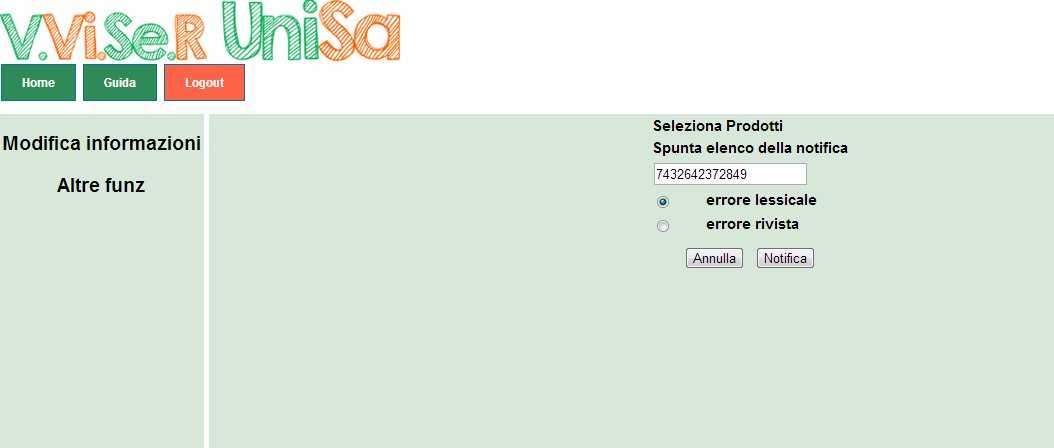 V.Vi.Se.R UniSa
Home Guida Logout
Modifica informazioni
Altre funz
Seleziona Prodotti
Spunta elenco della notifica
7432642372849
errore lessicale
errore rivista
Annulla Notifica